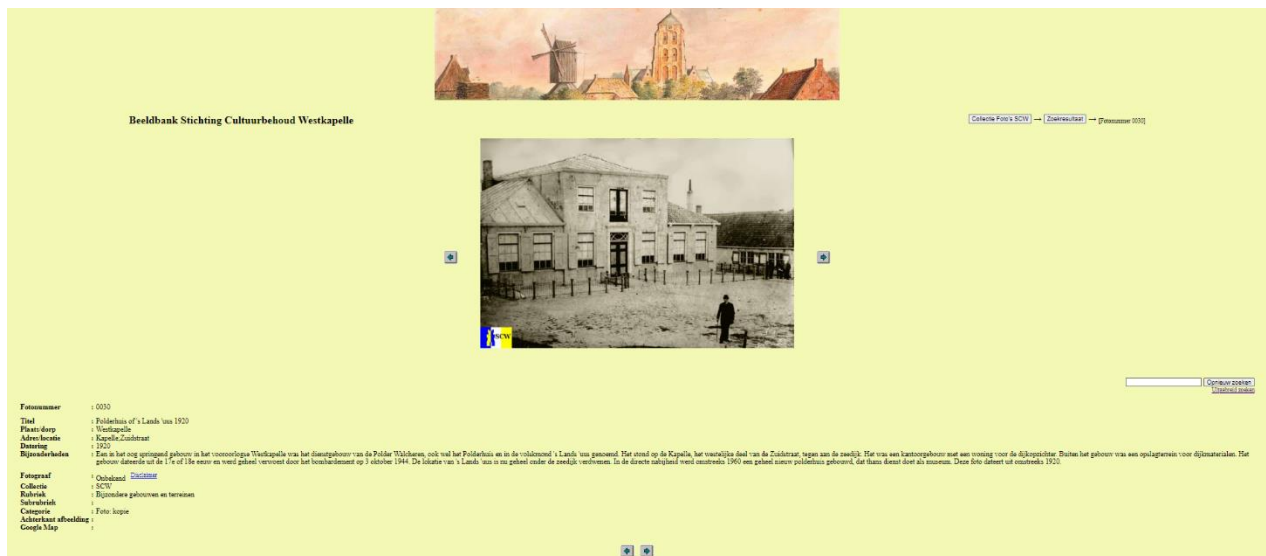 Beeldbank Stichting Cultuurbehoud Westkapelle
Collectie Foto's SCW → Zoekresultaat → [Fotonummer 0030]
SCW
Opnieuw zoeken
Uitgebreid zoeken
Fotonummer : 0030
Titel : Polderhuis of 's Lands 'uus 1920
Plaats/dorp : Westkapelle
Adres/locatie : Kapelle;Zuidstraat
Datering : 1920
Bijzonderheden : Een in het oog springend gebouw in het vooroorlogse Westkapelle was het dienstgebouw van de Polder Walcheren, ook wel het Polderhuis en in de volksmond 's Lands 'uus genoemd. Het stond op de Kapelle, het westelijke deel van de Zuidstraat, tegen aan de zeedijk. Het was een kantoorgebouw met een woning voor de dijkopzichter. Buiten het gebouw was een opslagterrein voor dijkmaterialen. Het
gebouw dateerde uit de 17e of 18e eeuw en werd geheel verwoest door het bombardement op 3 oktober 1944. De lokatie van 's Lands 'uus is nu geheel onder de zeedijk verdwenen. In de directe nabijheid werd omstreeks 1960 een geheel nieuw polderhuis gebouwd, dat thans dienst doet als museum. Deze foto dateert uit omstreeks 1920.
Fotograaf : Onbekend Disclaimer
Collectie : SCW
Rubriek : Bijzondere gebouwen en terreinen
Subrubriek :
Categorie : Foto: kopie
Achterkant afbeelding :
Google Map :